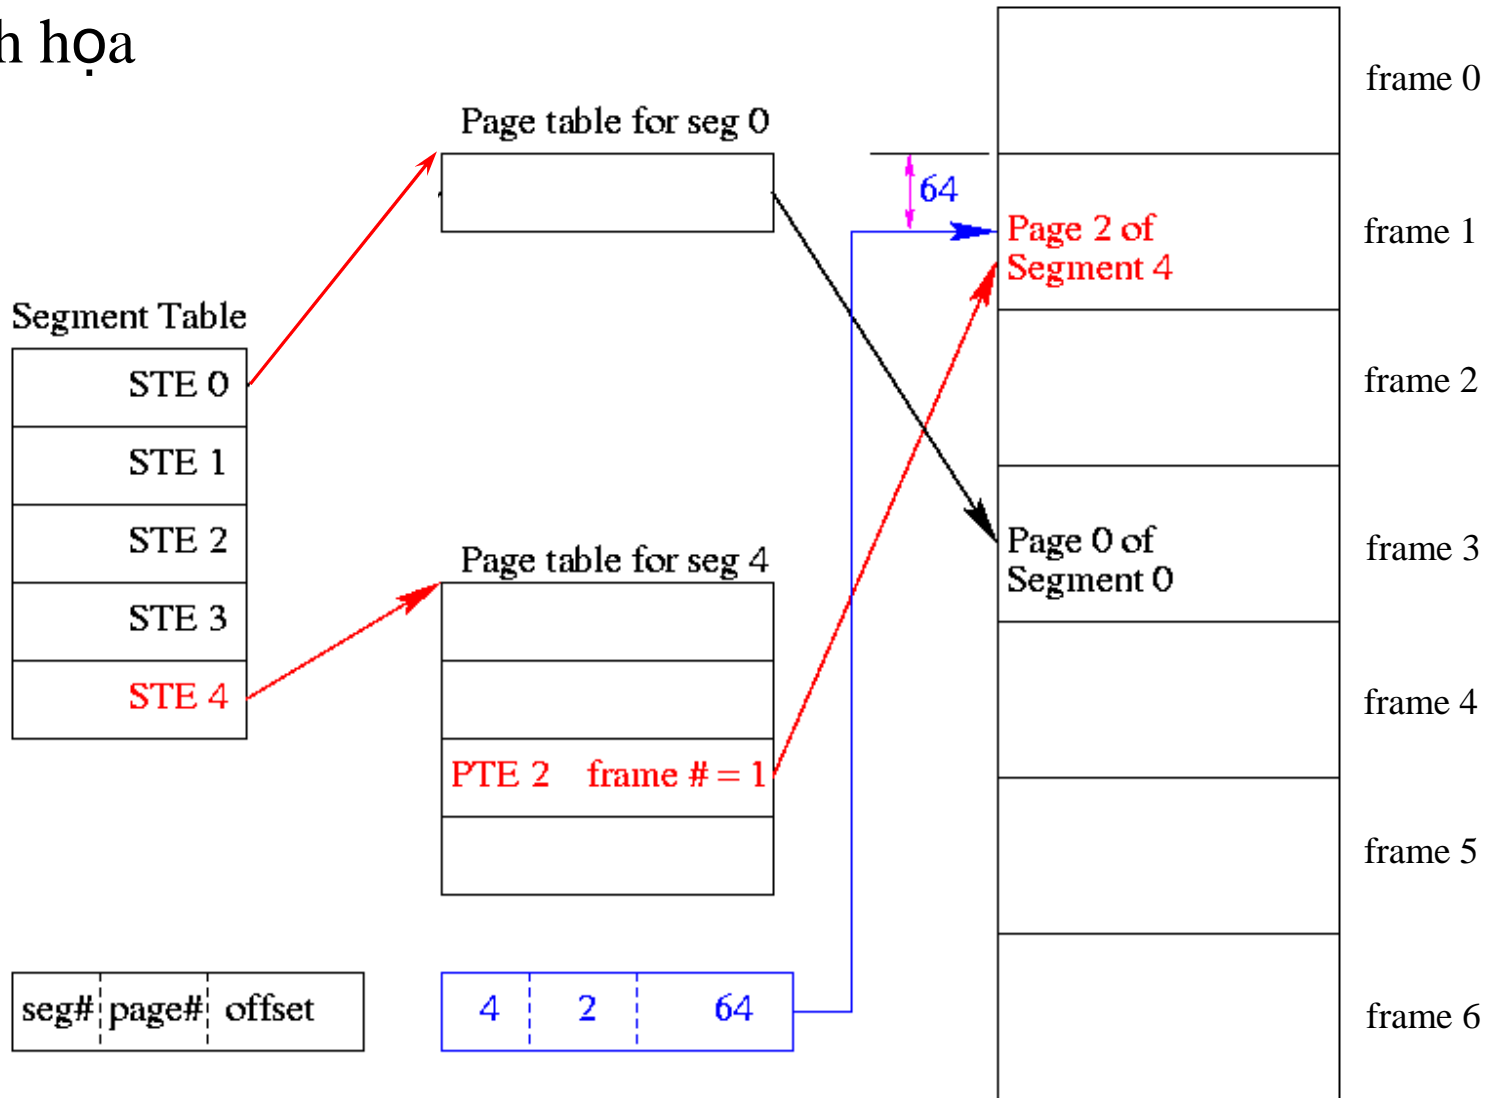 h họa
Page table for seg 0
64
Segment Table
STE 0
STE 1
STE 2
STE 3
STE 4
Page table for seg 4
PTE 2 frame # = 1
seg# page# offset
4 2 64
Page 2 of
Segment 4
Page 0 of
Segment 0
frame 0
frame 1
frame 2
frame 3
frame 4
frame 5
frame 6